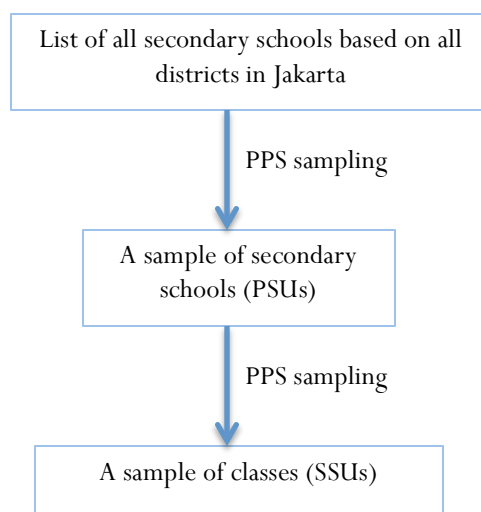 List of all secondary schools based on all
districts in Jakarta
PPS sampling
A sample of secondary
schools (PSUs)
PPS sampling
A sample of classes (SSUs)